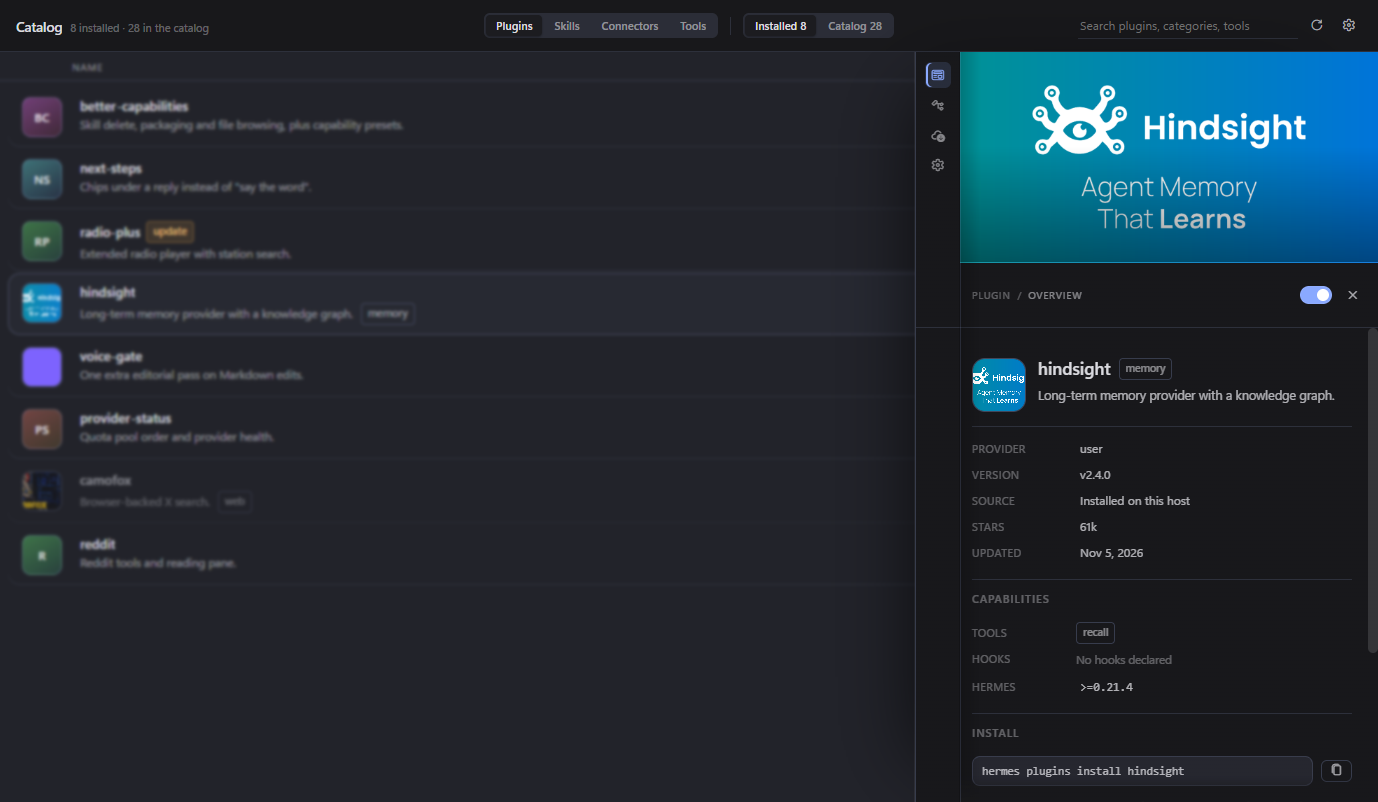 Catalog 8 installed · 28 in the catalog
Plugins Skills Connectors Tools
Installed 8 Catalog 28
Search plugins, categories, tools
NAME
BC
better-capabilities
Skill delete, packaging and file browsing, plus capability presets.
NS
next-steps
Chips under a reply instead of "say the word".
RP
radio-plus update
Extended radio player with station search.
hindsight
Long-term memory provider with a knowledge graph. memory
voice-gate
One extra editorial pass on Markdown edits.
PS
provider-status
Quota pool order and provider health.
camofox
Browser-backed X search. web
R
reddit
Reddit tools and reading pane.
Hindsight
Agent Memory
That Learns
PLUGIN / OVERVIEW
Hindsig
Agent Memory
That Learns
hindsight memory
Long-term memory provider with a knowledge graph.
PROVIDER user
VERSION v2.4.0
SOURCE Installed on this host
STARS 61k
UPDATED Nov 5, 2026
CAPABILITIES
TOOLS recall
HOOKS No hooks declared
HERMES >=0.21.4
INSTALL
hermes plugins install hindsight